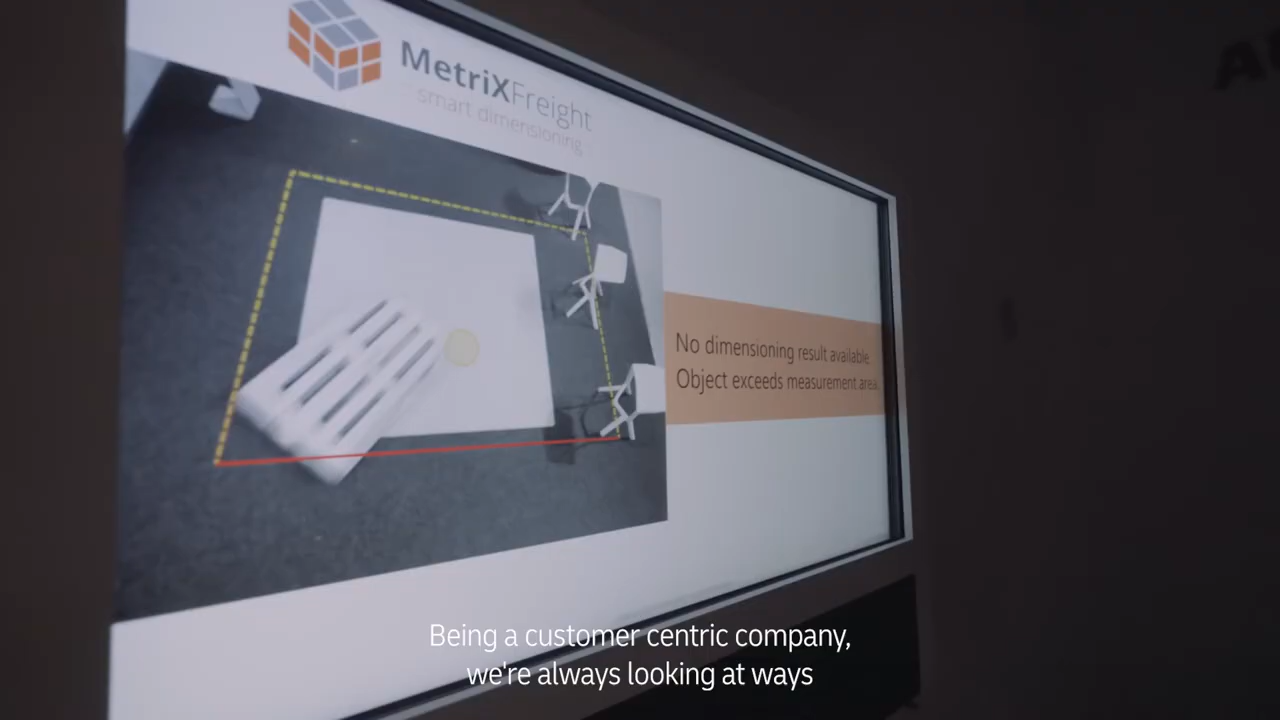 MetriXFreight
smart dimensioning
No dimensioning result available.
Object exceeds measurement area.
Being a customer centric company,
we're always looking at ways